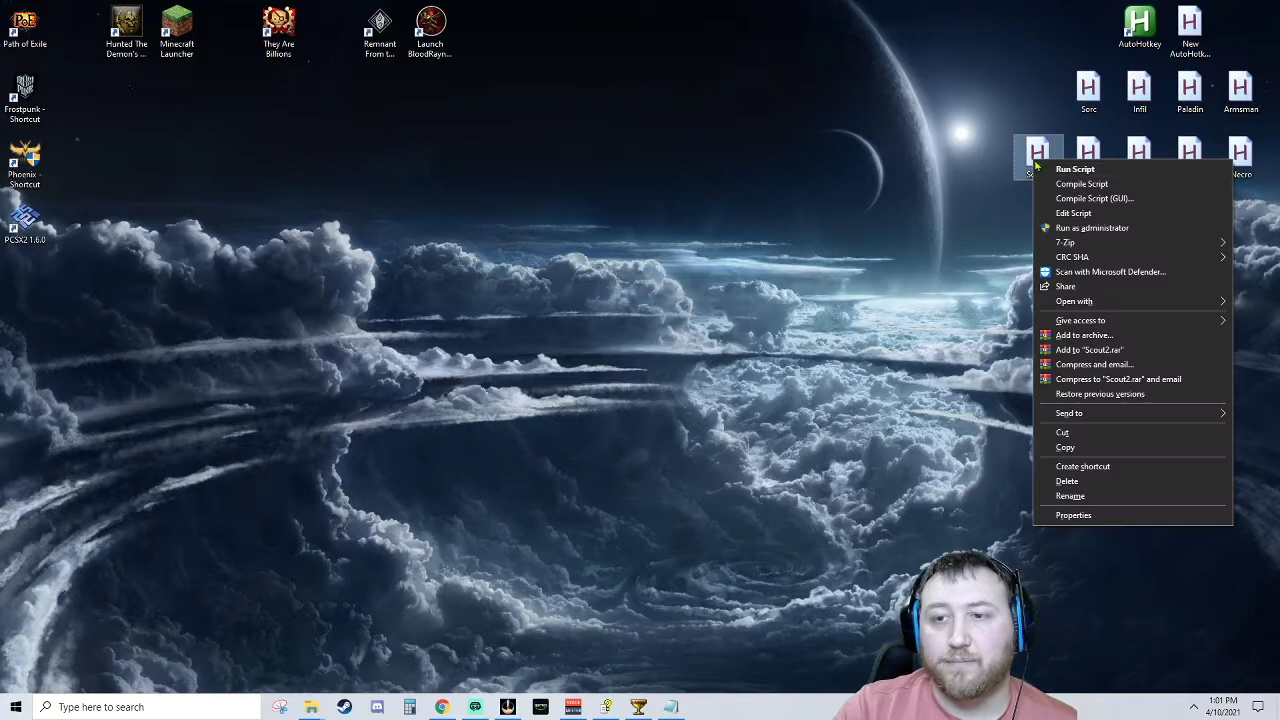 Path of Exile
Hunted The
Demon's ...
Minecraft
Launcher
They Are
Billions
Remnant
From t...
Launch
BloodRayn...
AutoHotkey
New
AutoHotk...
Frostpunk -
Shortcut
Sorc
Infil
Paladin
Armsman
Phoenix -
Shortcut
Necro
PCSX2 1.6.0
Run Script
Compile Script
Compile Script (GUI)...
Edit Script
Run as administrator
7-Zip
CRC SHA
Scan with Microsoft Defender...
Share
Open with
Give access to
Add to archive...
Add to "Scout2.rar"
Compress and email...
Compress to "Scout2.rar" and email
Restore previous versions
Send to
Cut
Copy
Create shortcut
Delete
Rename
Properties
Type here to search
1:01 PM
4/10/2021